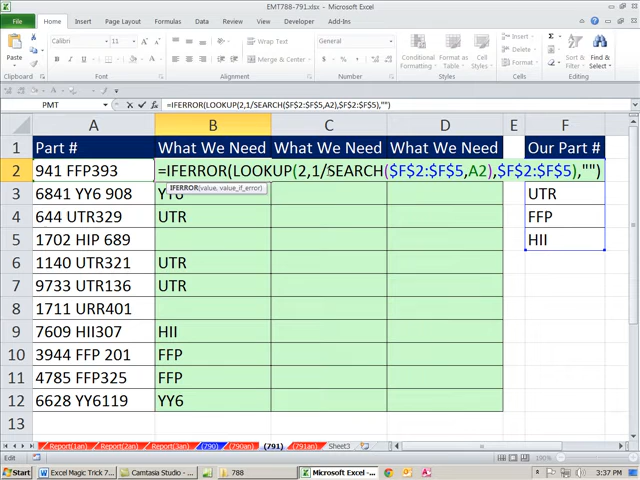 EMT788-791.xlsx - Microsoft Excel
File Home Insert Page Layout Formulas Data Review View Developer Add-Ins
Calibri 11 Wrap Text General Insert Σ
Paste B I U Merge & Center $ % , Conditional Formatting Format as Table Cell Styles Delete Format Sort & Filter Find & Select
Clipboard Font Alignment Number Styles Cells Editing
PMT =IFERROR(LOOKUP(2,1/SEARCH($F$2:$F$5,A2),$F$2:$F$5),"")
A B C D E F
1 Part # What We Need What We Need What We Need Our Part #
2 941 FFP393 =IFERROR(LOOKUP(2,1/SEARCH($F$2:$F$5,A2),$F$2:$F$5),"")
IFERROR(value, value_if_error)
3 6841 YY6 908 YY6 UTR
4 644 UTR329 UTR FFP
5 1702 HIP 689 HII
6 1140 UTR321 UTR
7 9733 UTR136 UTR
8 1711 URR401
9 7609 HII307 HII
10 3944 FFP 201 FFP
11 4785 FFP325 FFP
12 6628 YY6119 YY6
13
Report(1an) Report(2an) Report(3an) (790) (790an) (791) (791an) Sheet3
Edit 190%
Start Word Excel Magic Trick 7... Camtasia Studio - ... 788 Microsoft Excel - ... 3:37 PM